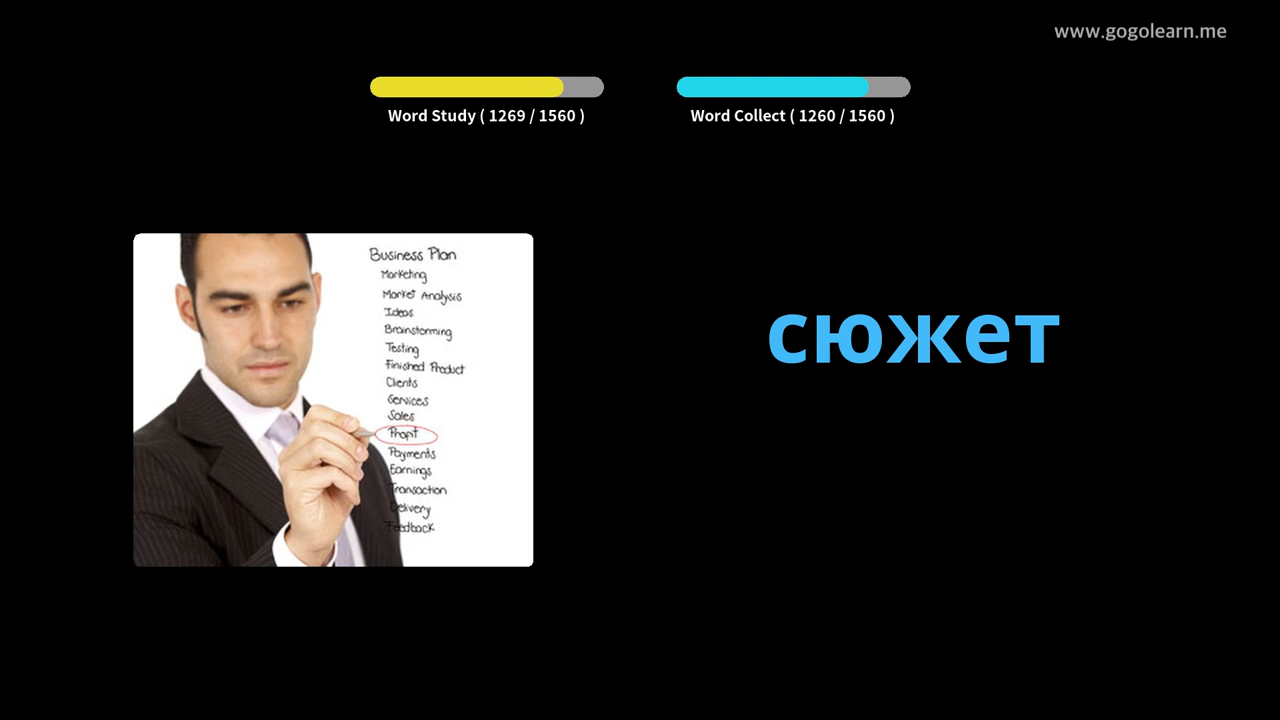 www.gogolearn.me
Word Study ( 1269 / 1560 )
Word Collect ( 1260 / 1560 )
Business Plan
Marketing
Market Analysis
Ideas
Brainstorming
Testing
Finished Product
Clients
Services
Sales
Profit
Payments
Earnings
Transaction
Delivery
Feedback
сюжет